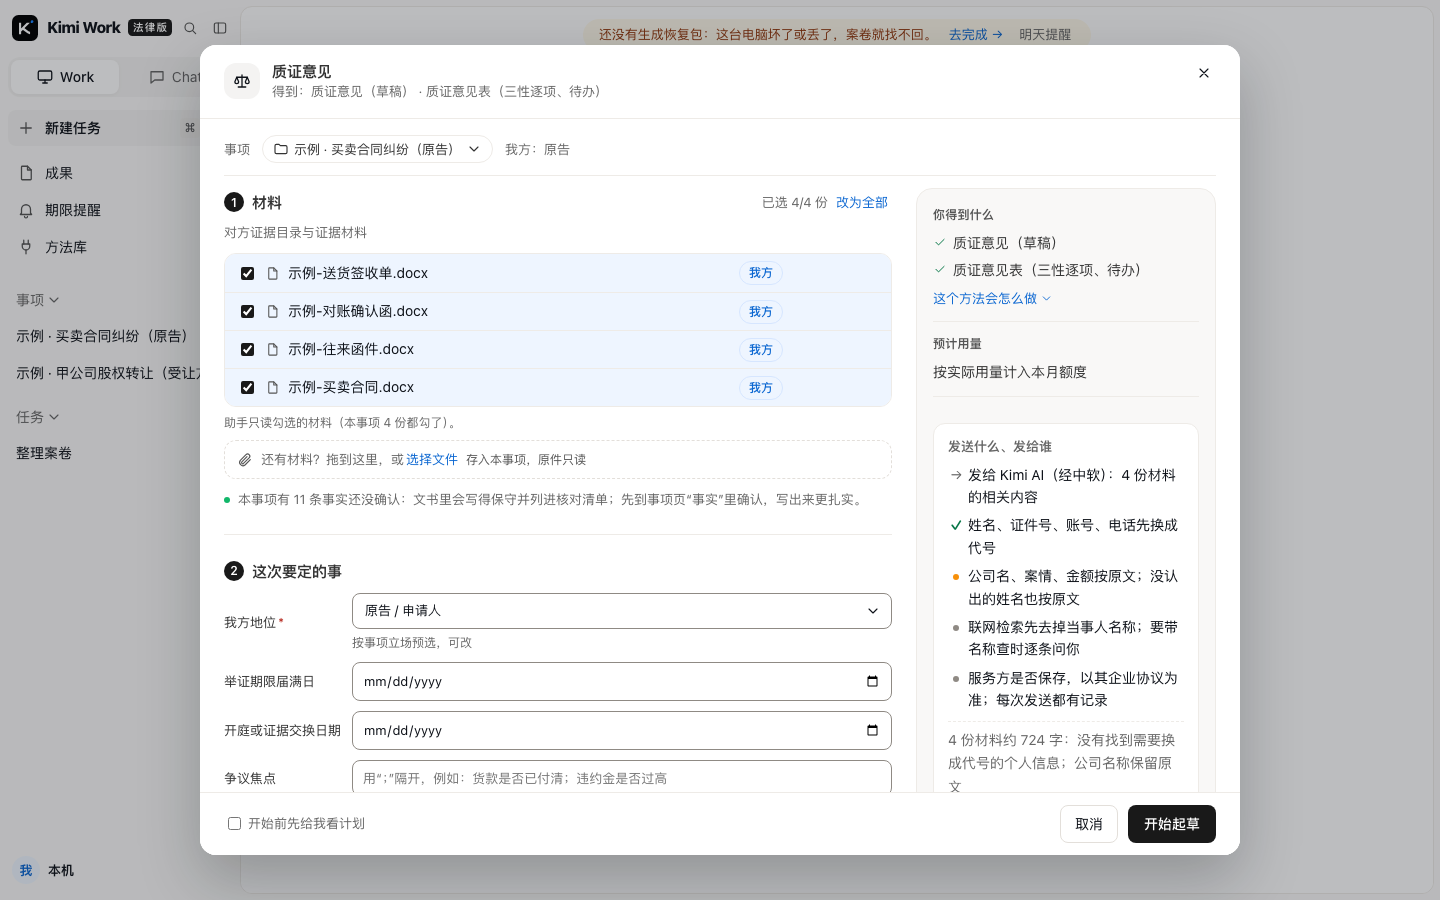 Kimi Work 法律版
还没有生成恢复包：这台电脑坏了或丢了，案卷就找不回。 去完成 → 明天提醒
Work
Chat
新建任务 ⌘
成果
期限提醒
方法库
事项
示例 · 买卖合同纠纷（原告）
示例 · 甲公司股权转让（受让
任务
整理案卷
我 本机
质证意见
得到：质证意见（草稿） · 质证意见表（三性逐项、待办）
事项 示例 · 买卖合同纠纷（原告） 我方：原告
1 材料 已选 4/4 份 改为全部
对方证据目录与证据材料
示例-送货签收单.docx 我方
示例-对账确认函.docx 我方
示例-往来函件.docx 我方
示例-买卖合同.docx 我方
助手只读勾选的材料（本事项 4 份都勾了）。
还有材料？拖到这里，或 选择文件 存入本事项，原件只读
本事项有 11 条事实还没确认：文书里会写得保守并列进核对清单；先到事项页“事实”里确认，写出来更扎实。
2 这次要定的事
我方地位* 原告 / 申请人
按事项立场预选，可改
举证期限届满日 mm/dd/yyyy
开庭或证据交换日期 mm/dd/yyyy
争议焦点 用“；”隔开，例如：货款是否已付清；违约金是否过高
你得到什么
质证意见（草稿）
质证意见表（三性逐项、待办）
这个方法会怎么做
预计用量
按实际用量计入本月额度
发送什么、发给谁
→ 发给 Kimi AI（经中软）：4 份材料
的相关内容
姓名、证件号、账号、电话先换成
代号
公司名、案情、金额按原文；没认
出的姓名也按原文
联网检索先去掉当事人名称；要带
名称查时逐条问你
服务方是否保存，以其企业协议为
准；每次发送都有记录
4 份材料约 724 字：没有找到需要换
成代号的个人信息；公司名称保留原
文
开始前先给我看计划
取消
开始起草